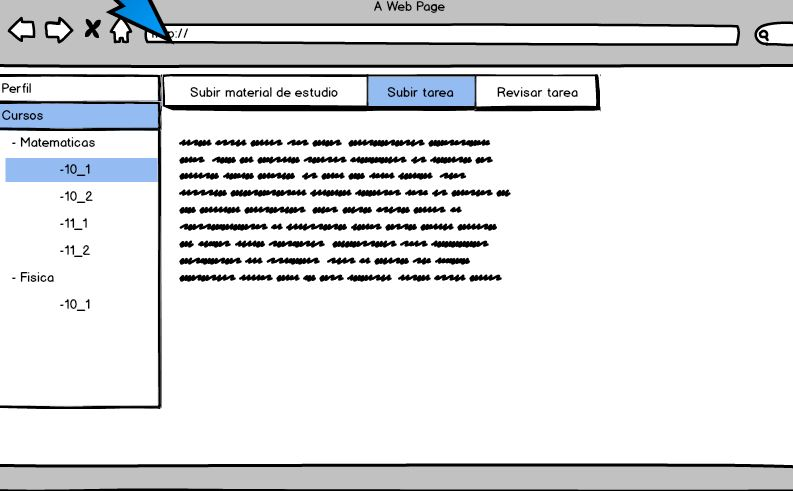 A Web Page
://
Perfil
Cursos
- Matematicas
-10_1
-10_2
-11_1
-11_2
- Fisica
-10_1
Subir material de estudio
Subir tarea
Revisar tarea